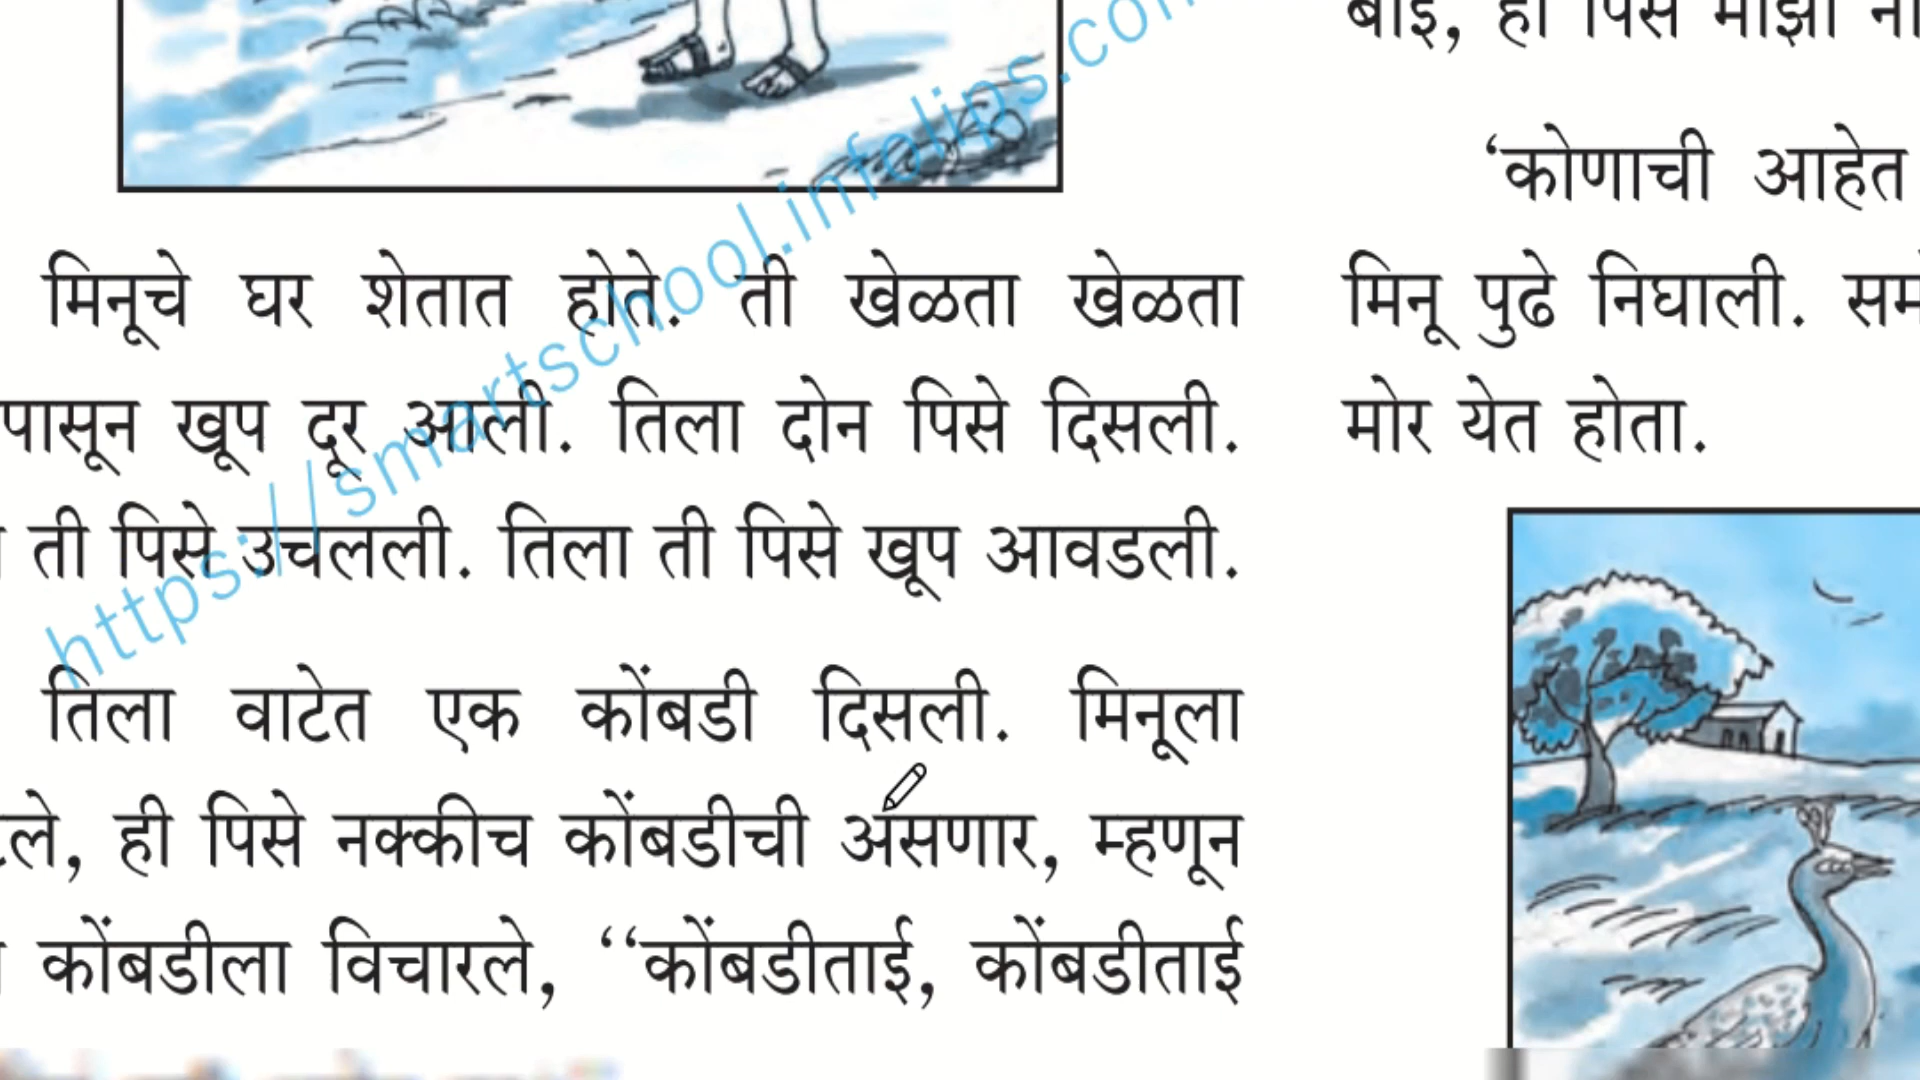 मिनूचे घर शेतात होते. ती खेळता खेळता
पासून खूप दूर आली. तिला दोन पिसे दिसली.
ती पिसे उचलली. तिला ती पिसे खूप आवडली.
तिला वाटेत एक कोंबडी दिसली. मिनूला
ही पिसे नक्कीच कोंबडीची असणार, म्हणून
कोंबडीला विचारले, “कोंबडीताई, कोंबडीताई
बाई, ही पिसे माझी
‘कोणाची आहेत
मिनू पुढे निघाली.
मोर येत होता.
https://smartschool.infolips.com